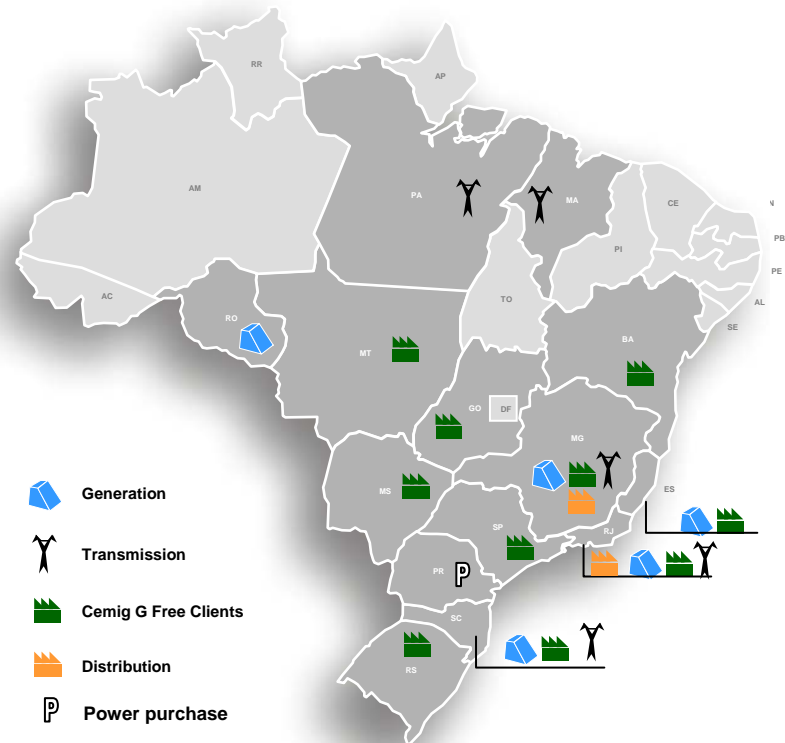 RR
AP
AM
PA
MA
CE
N
PB
PI
PE
AC
TO
AL
RO
SE
MT
BA
GO
DF
MG
MS
ES
SP
RJ
PR
P
SC
RS
Generation
Transmission
Cemig G Free Clients
Distribution
P
Power purchase